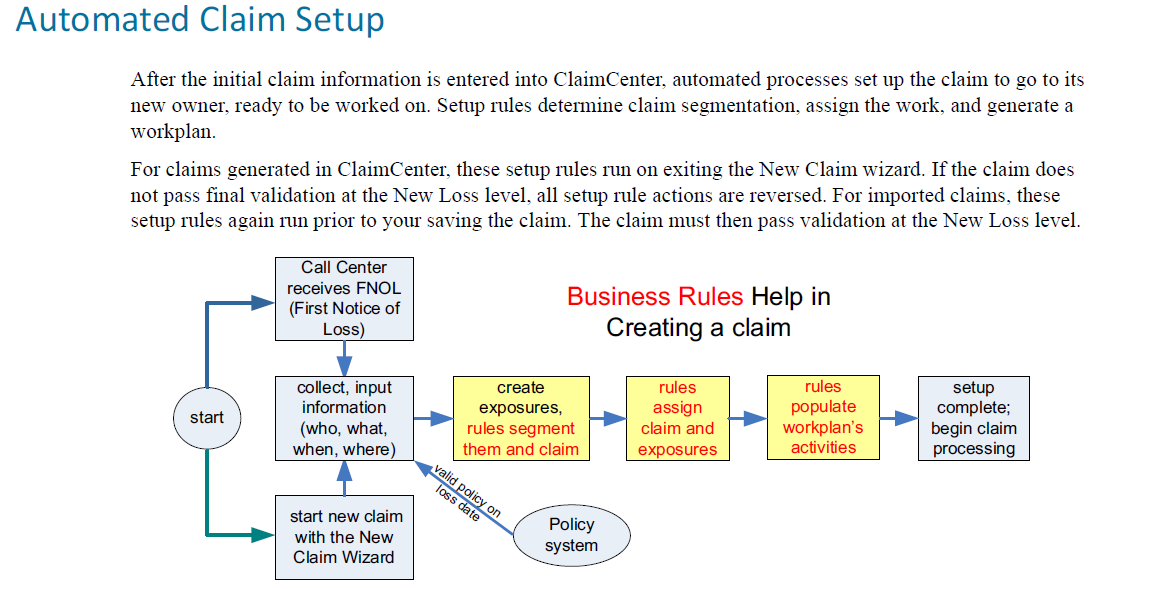 Automated Claim Setup
After the initial claim information is entered into ClaimCenter, automated processes set up the claim to go to its
new owner, ready to be worked on. Setup rules determine claim segmentation, assign the work, and generate a
workplan.
For claims generated in ClaimCenter, these setup rules run on exiting the New Claim wizard. If the claim does
not pass final validation at the New Loss level, all setup rule actions are reversed. For imported claims, these
setup rules again run prior to your saving the claim. The claim must then pass validation at the New Loss level.
Call Center
receives FNOL
(First Notice of
Loss)
Business Rules Help in
Creating a claim
start
collect, input
information
(who, what,
when, where)
create
exposures,
rules segment
them and claim
rules
assign
claim and
exposures
rules
populate
workplan's
activities
setup
complete;
begin claim
processing
valid policy on
loss date
start new claim
with the New
Claim Wizard
Policy
system